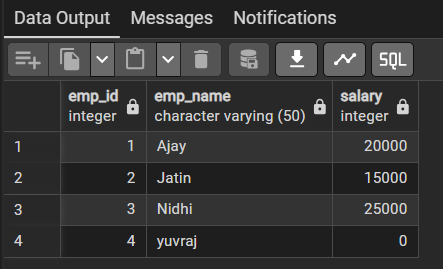 Data Output Messages Notifications
SQL
emp_id emp_name salary
integer character varying (50) integer
1 1 Ajay 20000
2 2 Jatin 15000
3 3 Nidhi 25000
4 4 yuvraj 0